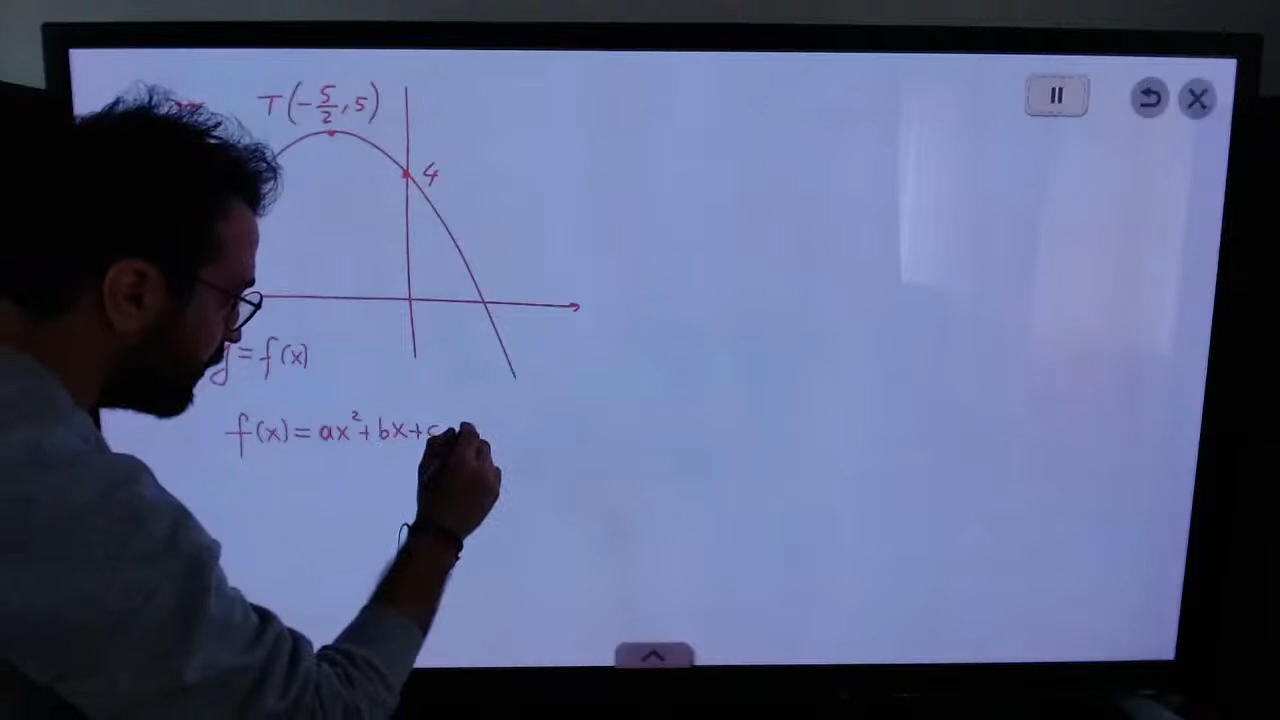 T(-5/2, 5)
4
y = f(x)
f(x) = ax² + bx + c